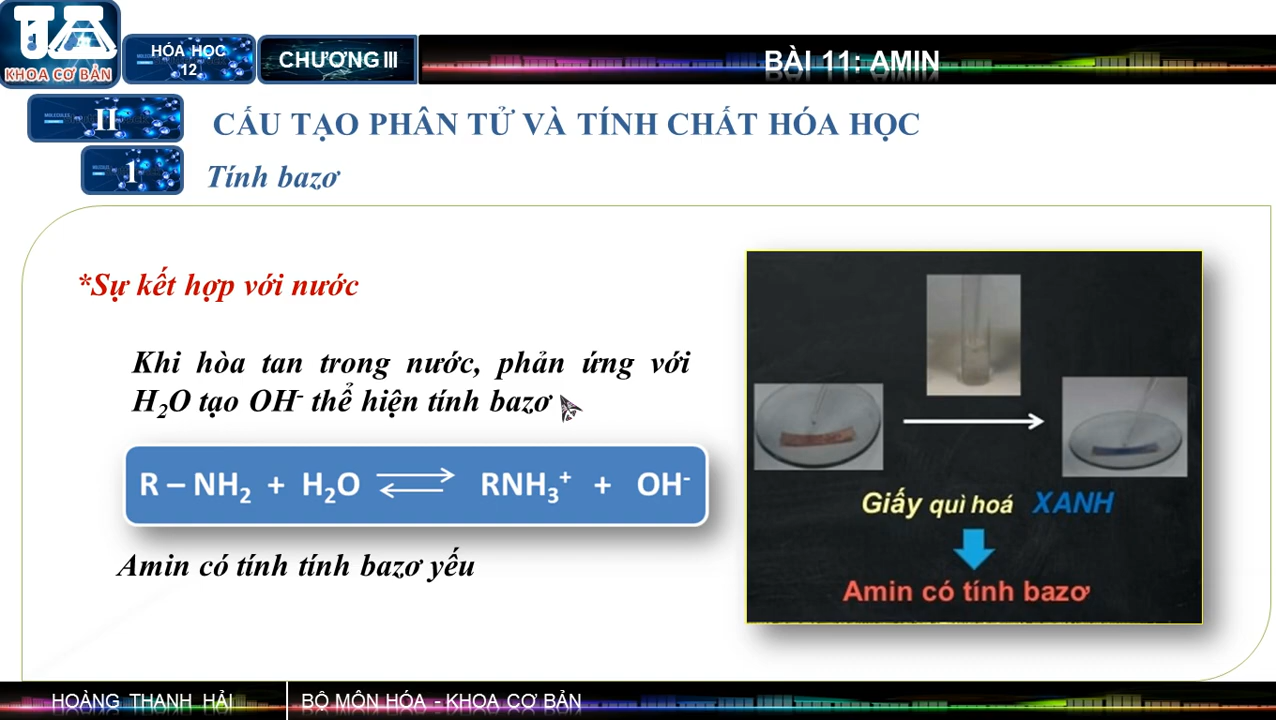 KHOA CƠ BẢN
HÓA HỌC
12
CHƯƠNG III
BÀI 11: AMIN
II
CẤU TẠO PHÂN TỬ VÀ TÍNH CHẤT HÓA HỌC
1
Tính bazơ
*Sự kết hợp với nước
Khi hòa tan trong nước, phản ứng với
H₂O tạo OH⁻ thể hiện tính bazơ
R – NH₂ + H₂O ⇌ RNH₃⁺ + OH⁻
Amin có tính tính bazơ yếu
Giấy quì hoá XANH
Amin có tính bazơ
HOÀNG THANH HẢI
BỘ MÔN HÓA - KHOA CƠ BẢN